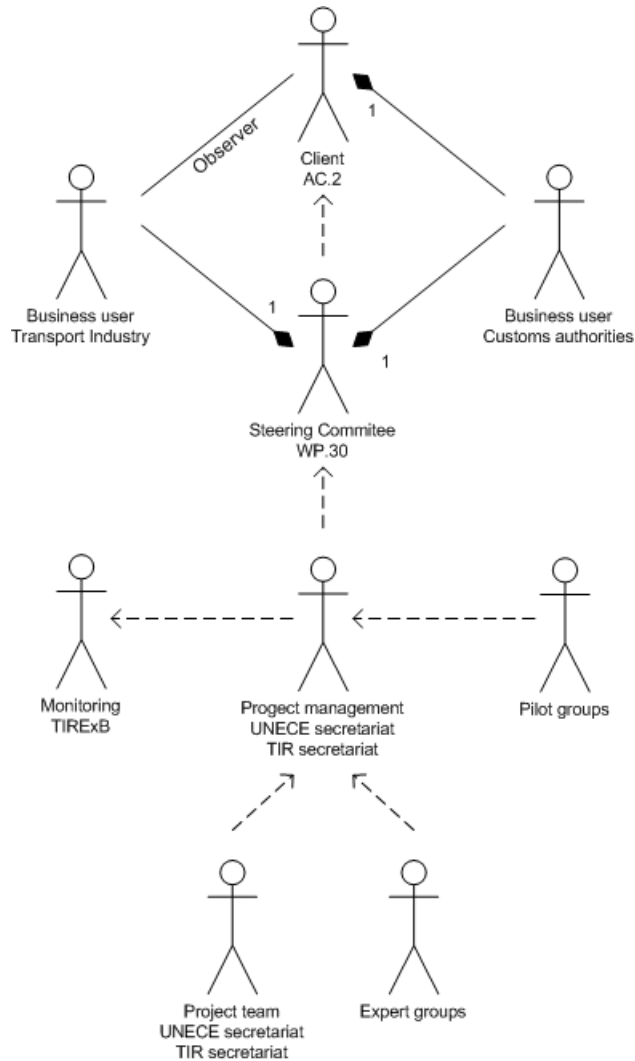 Observer
1
Client
AC.2
Business user
Transport Industry
Business user
Customs authorities
1
1
Steering Commitee
WP.30
Monitoring
TIRExB
Progect management
UNECE secretariat
TIR secretariat
Pilot groups
Project team
UNECE secretariat
TIR secretariat
Expert groups